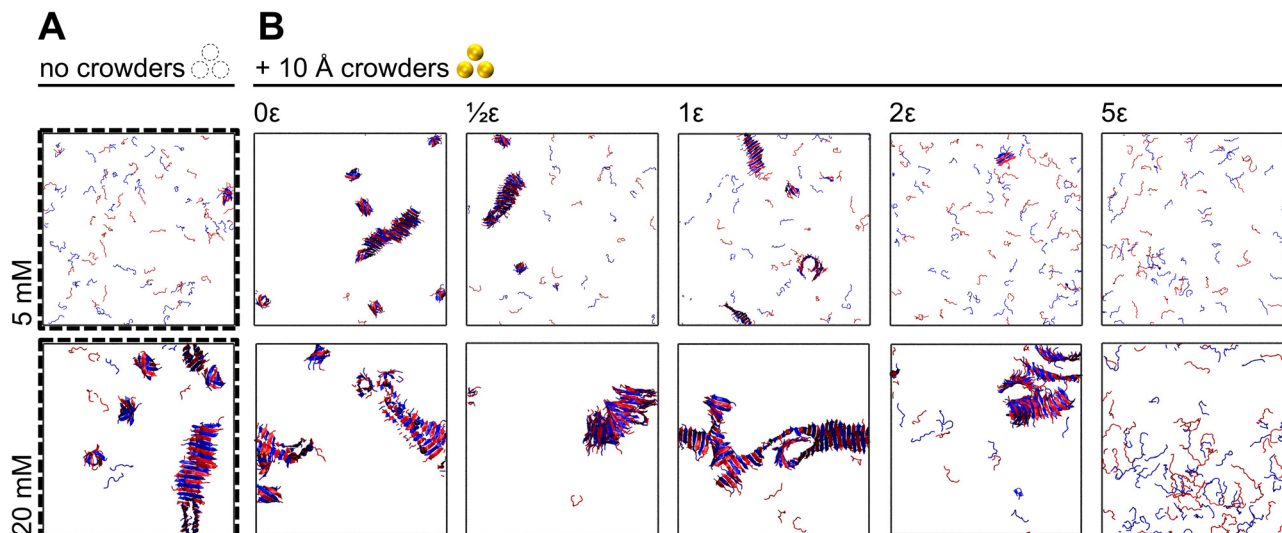 A
B
no crowders
+ 10 Å crowders
0ε
½ε
1ε
2ε
5ε
5 mM
20 mM